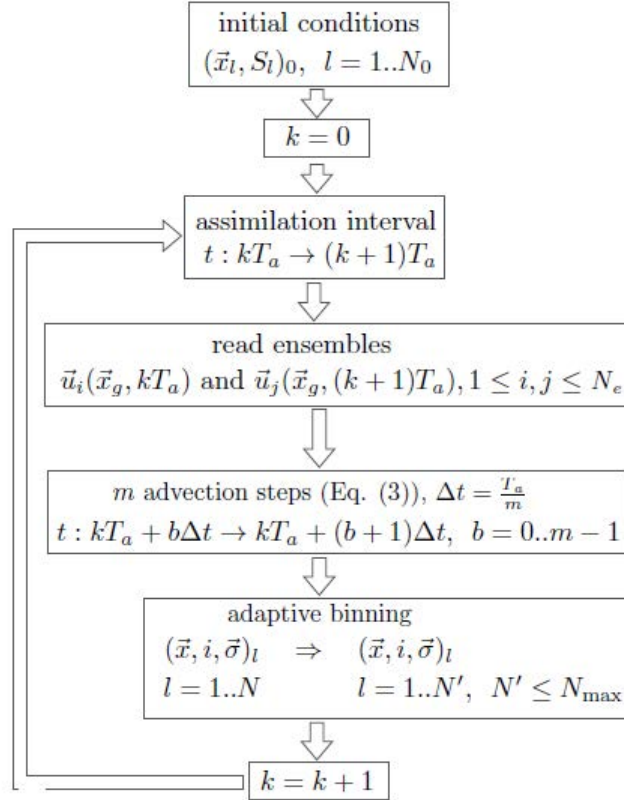 initial conditions
(x⃗_l, S_l)_0, l = 1..N_0
k = 0
assimilation interval
t : kT_a → (k + 1)T_a
read ensembles
u⃗_i(x⃗_g, kT_a) and u⃗_j(x⃗_g, (k + 1)T_a), 1 ≤ i, j ≤ N_e
m advection steps (Eq. (3)), Δt = T_a/m
t : kT_a + bΔt → kT_a + (b + 1)Δt, b = 0..m − 1
adaptive binning
(x⃗, i, σ⃗)_l ⇒ (x⃗, i, σ⃗)_l
l = 1..N l = 1..N′, N′ ≤ N_max
k = k + 1